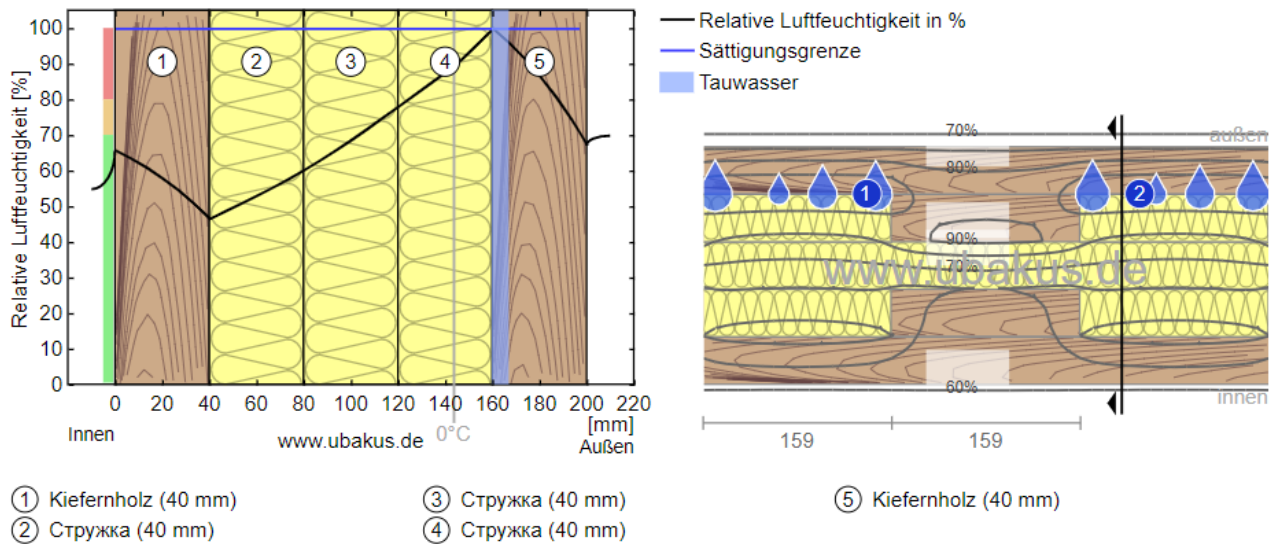 Relative Luftfeuchtigkeit [%]
100
90
80
70
60
50
40
30
20
10
0
1
2
3
4
5
0 20 40 60 80 100 120 140 160 180 200 220
[mm]
Innen
www.ubakus.de
0°C
Außen
Relative Luftfeuchtigkeit in %
Sättigungsgrenze
Tauwasser
70%
außen
80%
1
2
90%
www.ubakus.de
70%
60%
innen
159 159
1 Kiefernholz (40 mm)
2 Стружка (40 mm)
3 Стружка (40 mm)
4 Стружка (40 mm)
5 Kiefernholz (40 mm)